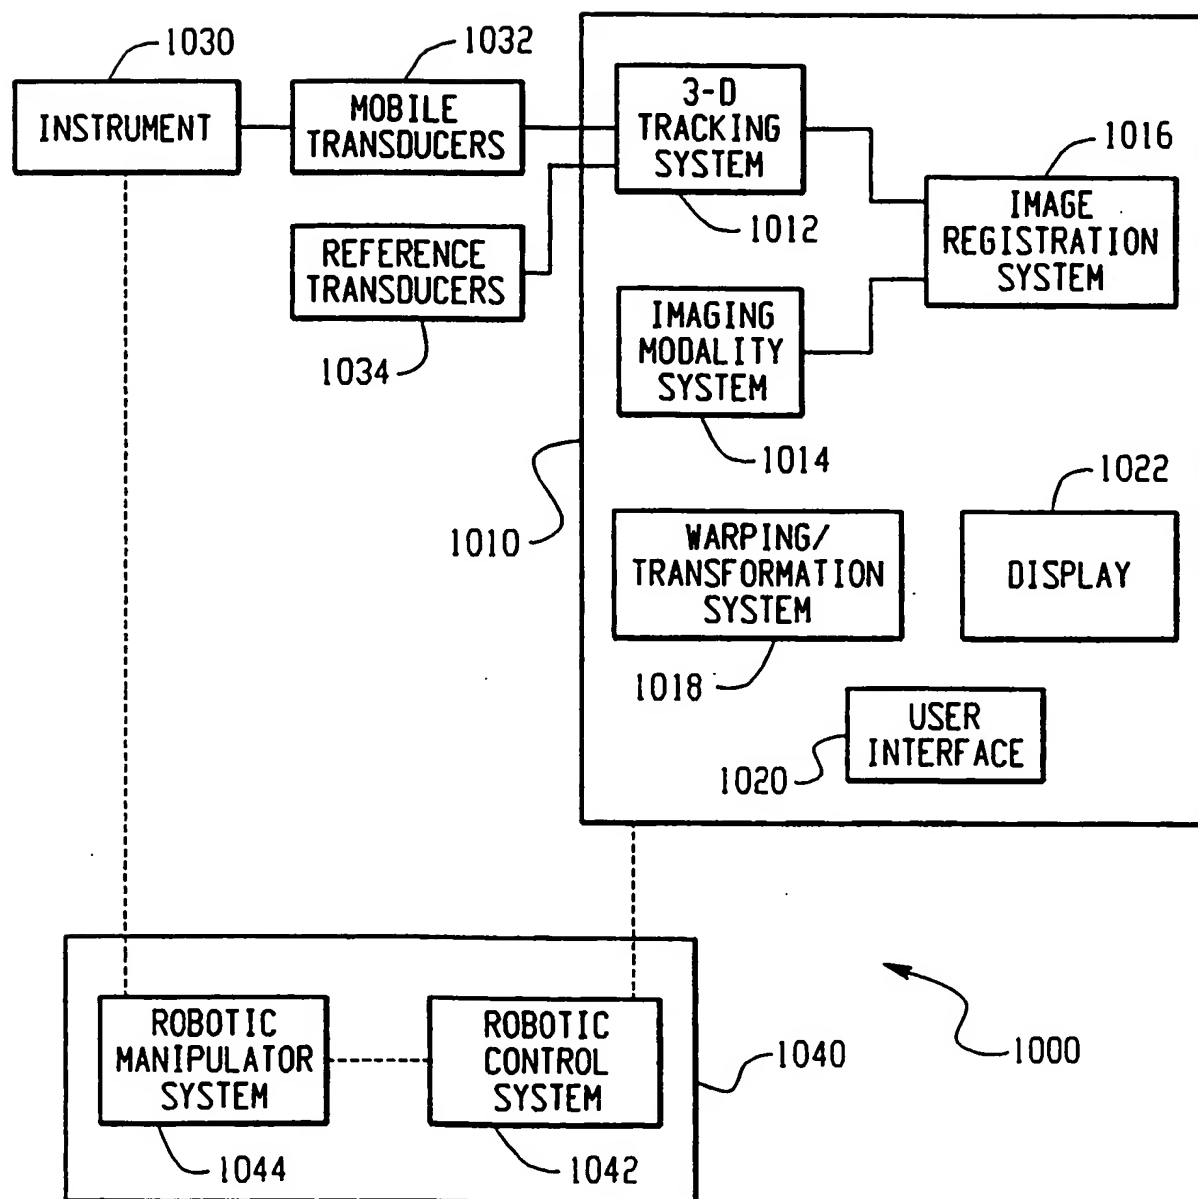 1030
INSTRUMENT
1032
MOBILE
TRANSDUCERS
REFERENCE
TRANSDUCERS
1034
3-D
TRACKING
SYSTEM
1012
1016
IMAGE
REGISTRATION
SYSTEM
IMAGING
MODALITY
SYSTEM
1014
1010
WARPING/
TRANSFORMATION
SYSTEM
1018
1022
DISPLAY
USER
INTERFACE
1020
ROBOTIC
MANIPULATOR
SYSTEM
1044
ROBOTIC
CONTROL
SYSTEM
1042
1040
1000